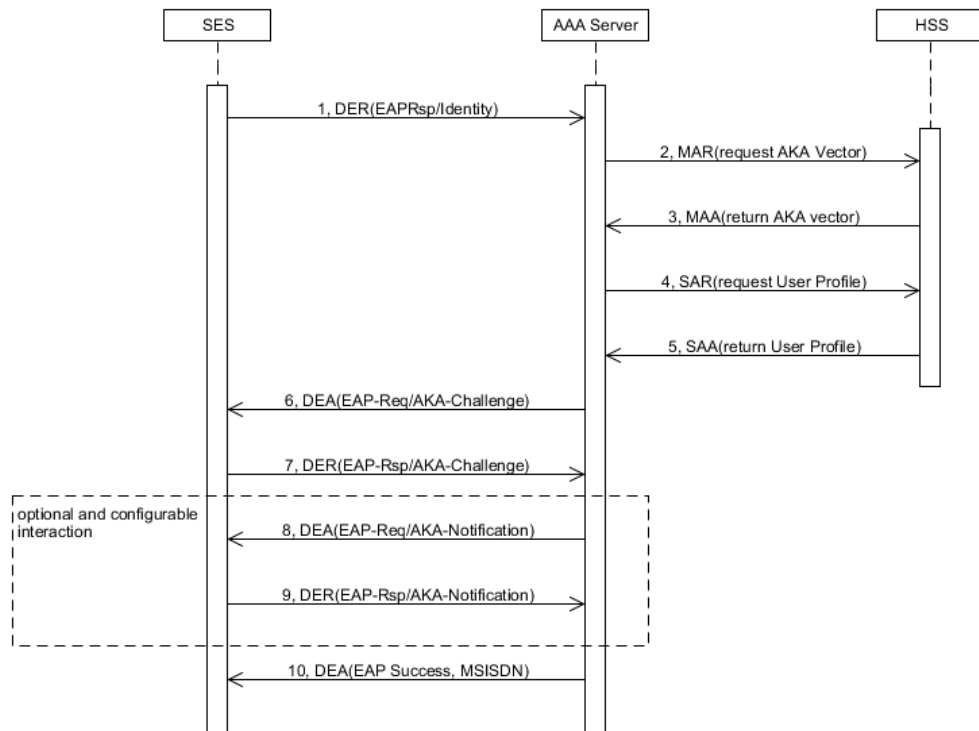 SES
AAA Server
HSS
1, DER(EAPRsp/Identity)
2, MAR(request AKA Vector)
3, MAA(return AKA vector)
4, SAR(request User Profile)
5, SAA(return User Profile)
6, DEA(EAP-Req/AKA-Challenge)
7, DER(EAP-Rsp/AKA-Challenge)
optional and configurable
interaction
8, DEA(EAP-Req/AKA-Notification)
9, DER(EAP-Rsp/AKA-Notification)
10, DEA(EAP Success, MSISDN)